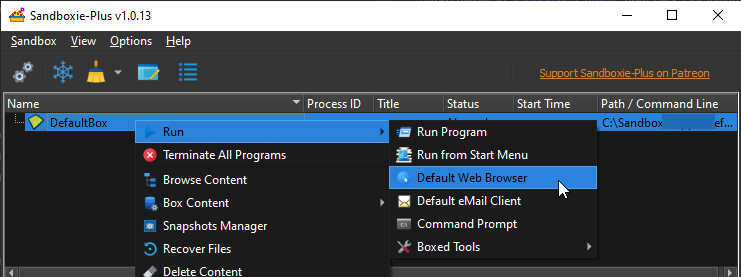 Sandboxie-Plus v1.0.13
Sandbox View Options Help
Support Sandboxie-Plus on Patreon
Name Process ID Title Status Start Time Path / Command Line
DefaultBox C:\Sandbox ef...
Run
Terminate All Programs
Browse Content
Box Content
Snapshots Manager
Recover Files
Delete Content
Run Program
Run from Start Menu
Default Web Browser
Default eMail Client
Command Prompt
Boxed Tools